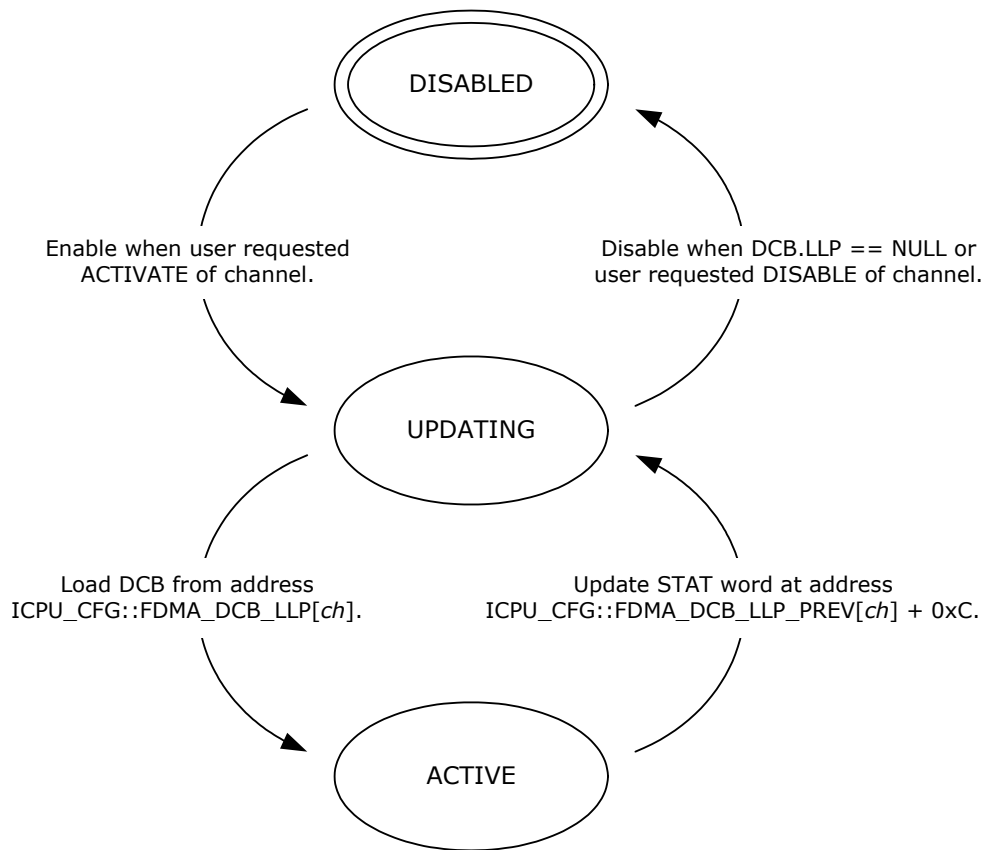 DISABLED
Enable when user requested
ACTIVATE of channel.
Disable when DCB.LLP == NULL or
user requested DISABLE of channel.
UPDATING
Load DCB from address
ICPU_CFG::FDMA_DCB_LLP[ch].
Update STAT word at address
ICPU_CFG::FDMA_DCB_LLP_PREV[ch] + 0xC.
ACTIVE